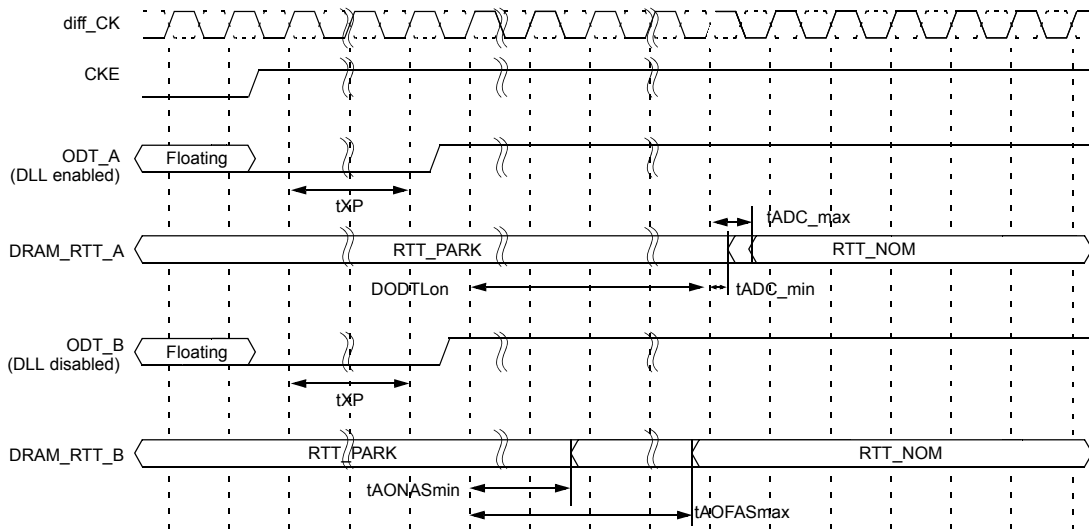 diff_CK
CKE
ODT_A
(DLL enabled)
Floating
tXP
tADC_max
DRAM_RTT_A
RTT_PARK
RTT_NOM
DODTLon
tADC_min
ODT_B
(DLL disabled)
Floating
tXP
DRAM_RTT_B
RTT_PARK
RTT_NOM
tAONASmin
tAOFASmax